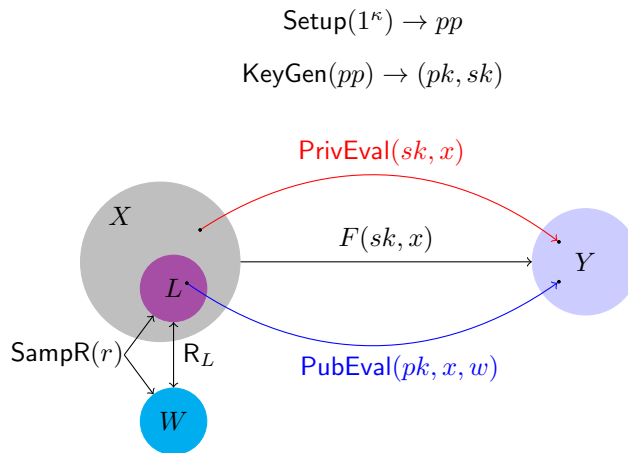 Setup(1^κ) → pp
KeyGen(pp) → (pk, sk)
PrivEval(sk, x)
X
F(sk, x)
Y
L
SampR(r)
R_L
PubEval(pk, x, w)
W